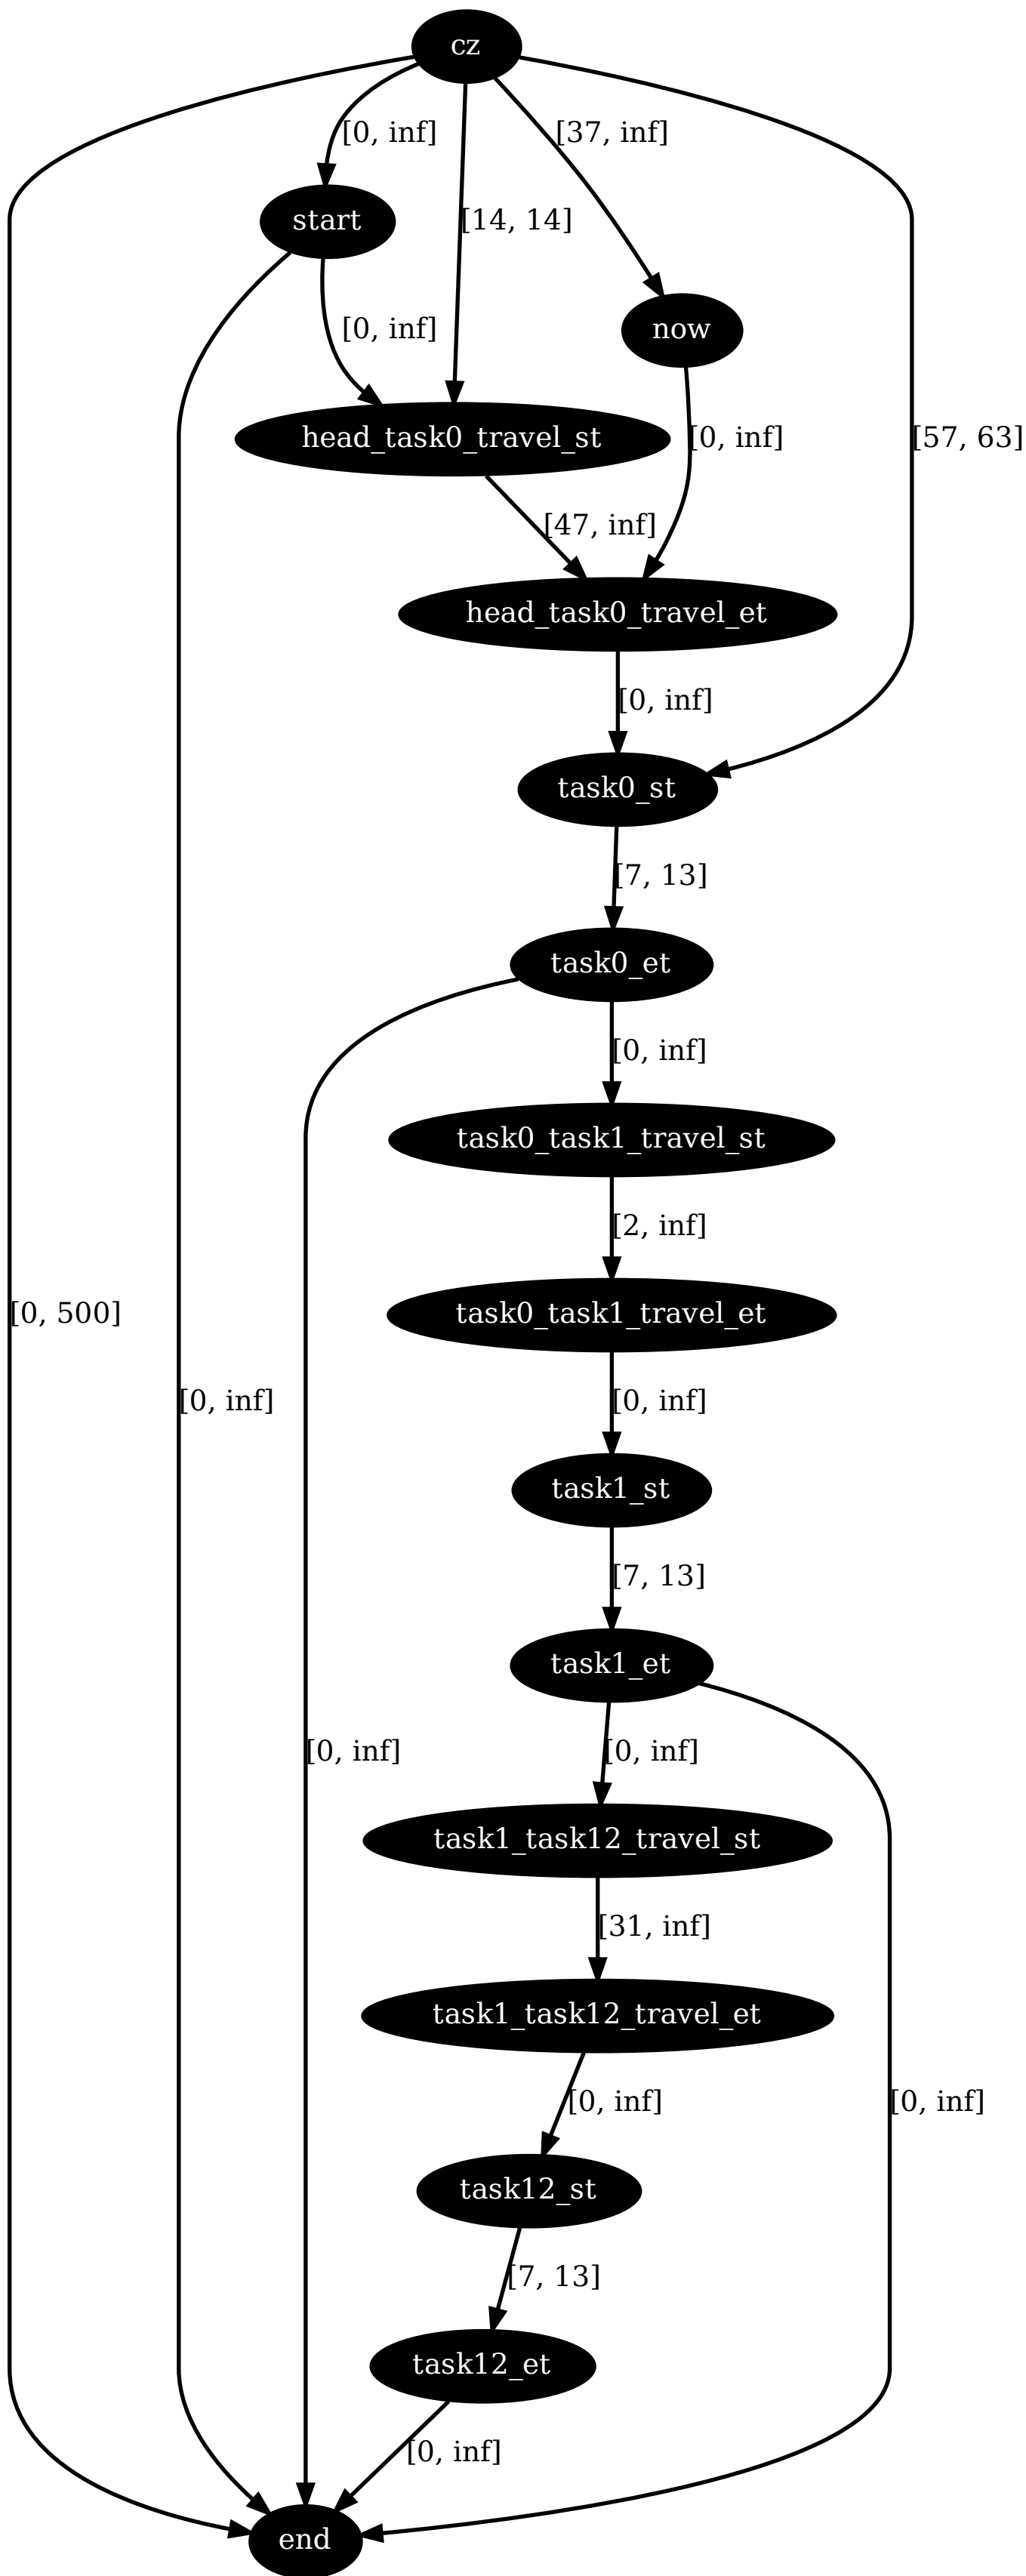 cz
[0, inf]
[37, inf]
start
[14, 14]
[0, inf]
now
head_task0_travel_st
[0, inf]
[57, 63]
[47, inf]
head_task0_travel_et
[0, inf]
task0_st
[7, 13]
task0_et
[0, inf]
task0_task1_travel_st
[2, inf]
task0_task1_travel_et
[0, 500]
[0, inf]
[0, inf]
task1_st
[7, 13]
task1_et
[0, inf]
[0, inf]
task1_task12_travel_st
[31, inf]
task1_task12_travel_et
[0, inf]
[0, inf]
task12_st
[7, 13]
task12_et
[0, inf]
end